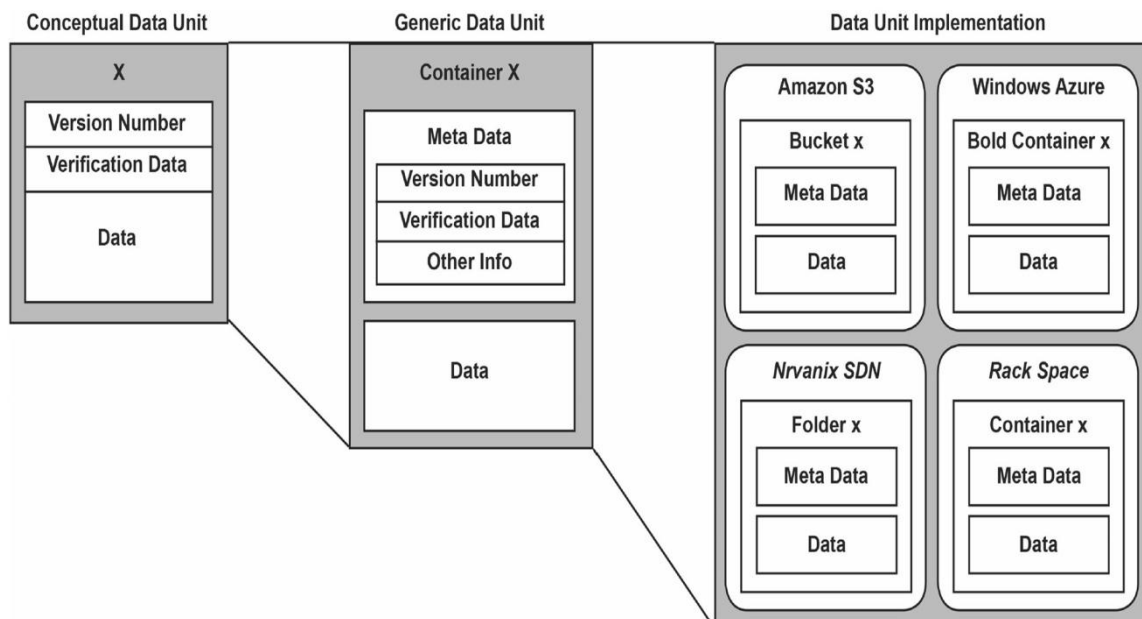 Conceptual Data Unit
X
Version Number
Verification Data
Data
Generic Data Unit
Container X
Meta Data
Version Number
Verification Data
Other Info
Data
Data Unit Implementation
Amazon S3
Bucket x
Meta Data
Data
Windows Azure
Bold Container x
Meta Data
Data
Nrvanix SDN
Folder x
Meta Data
Data
Rack Space
Container x
Meta Data
Data